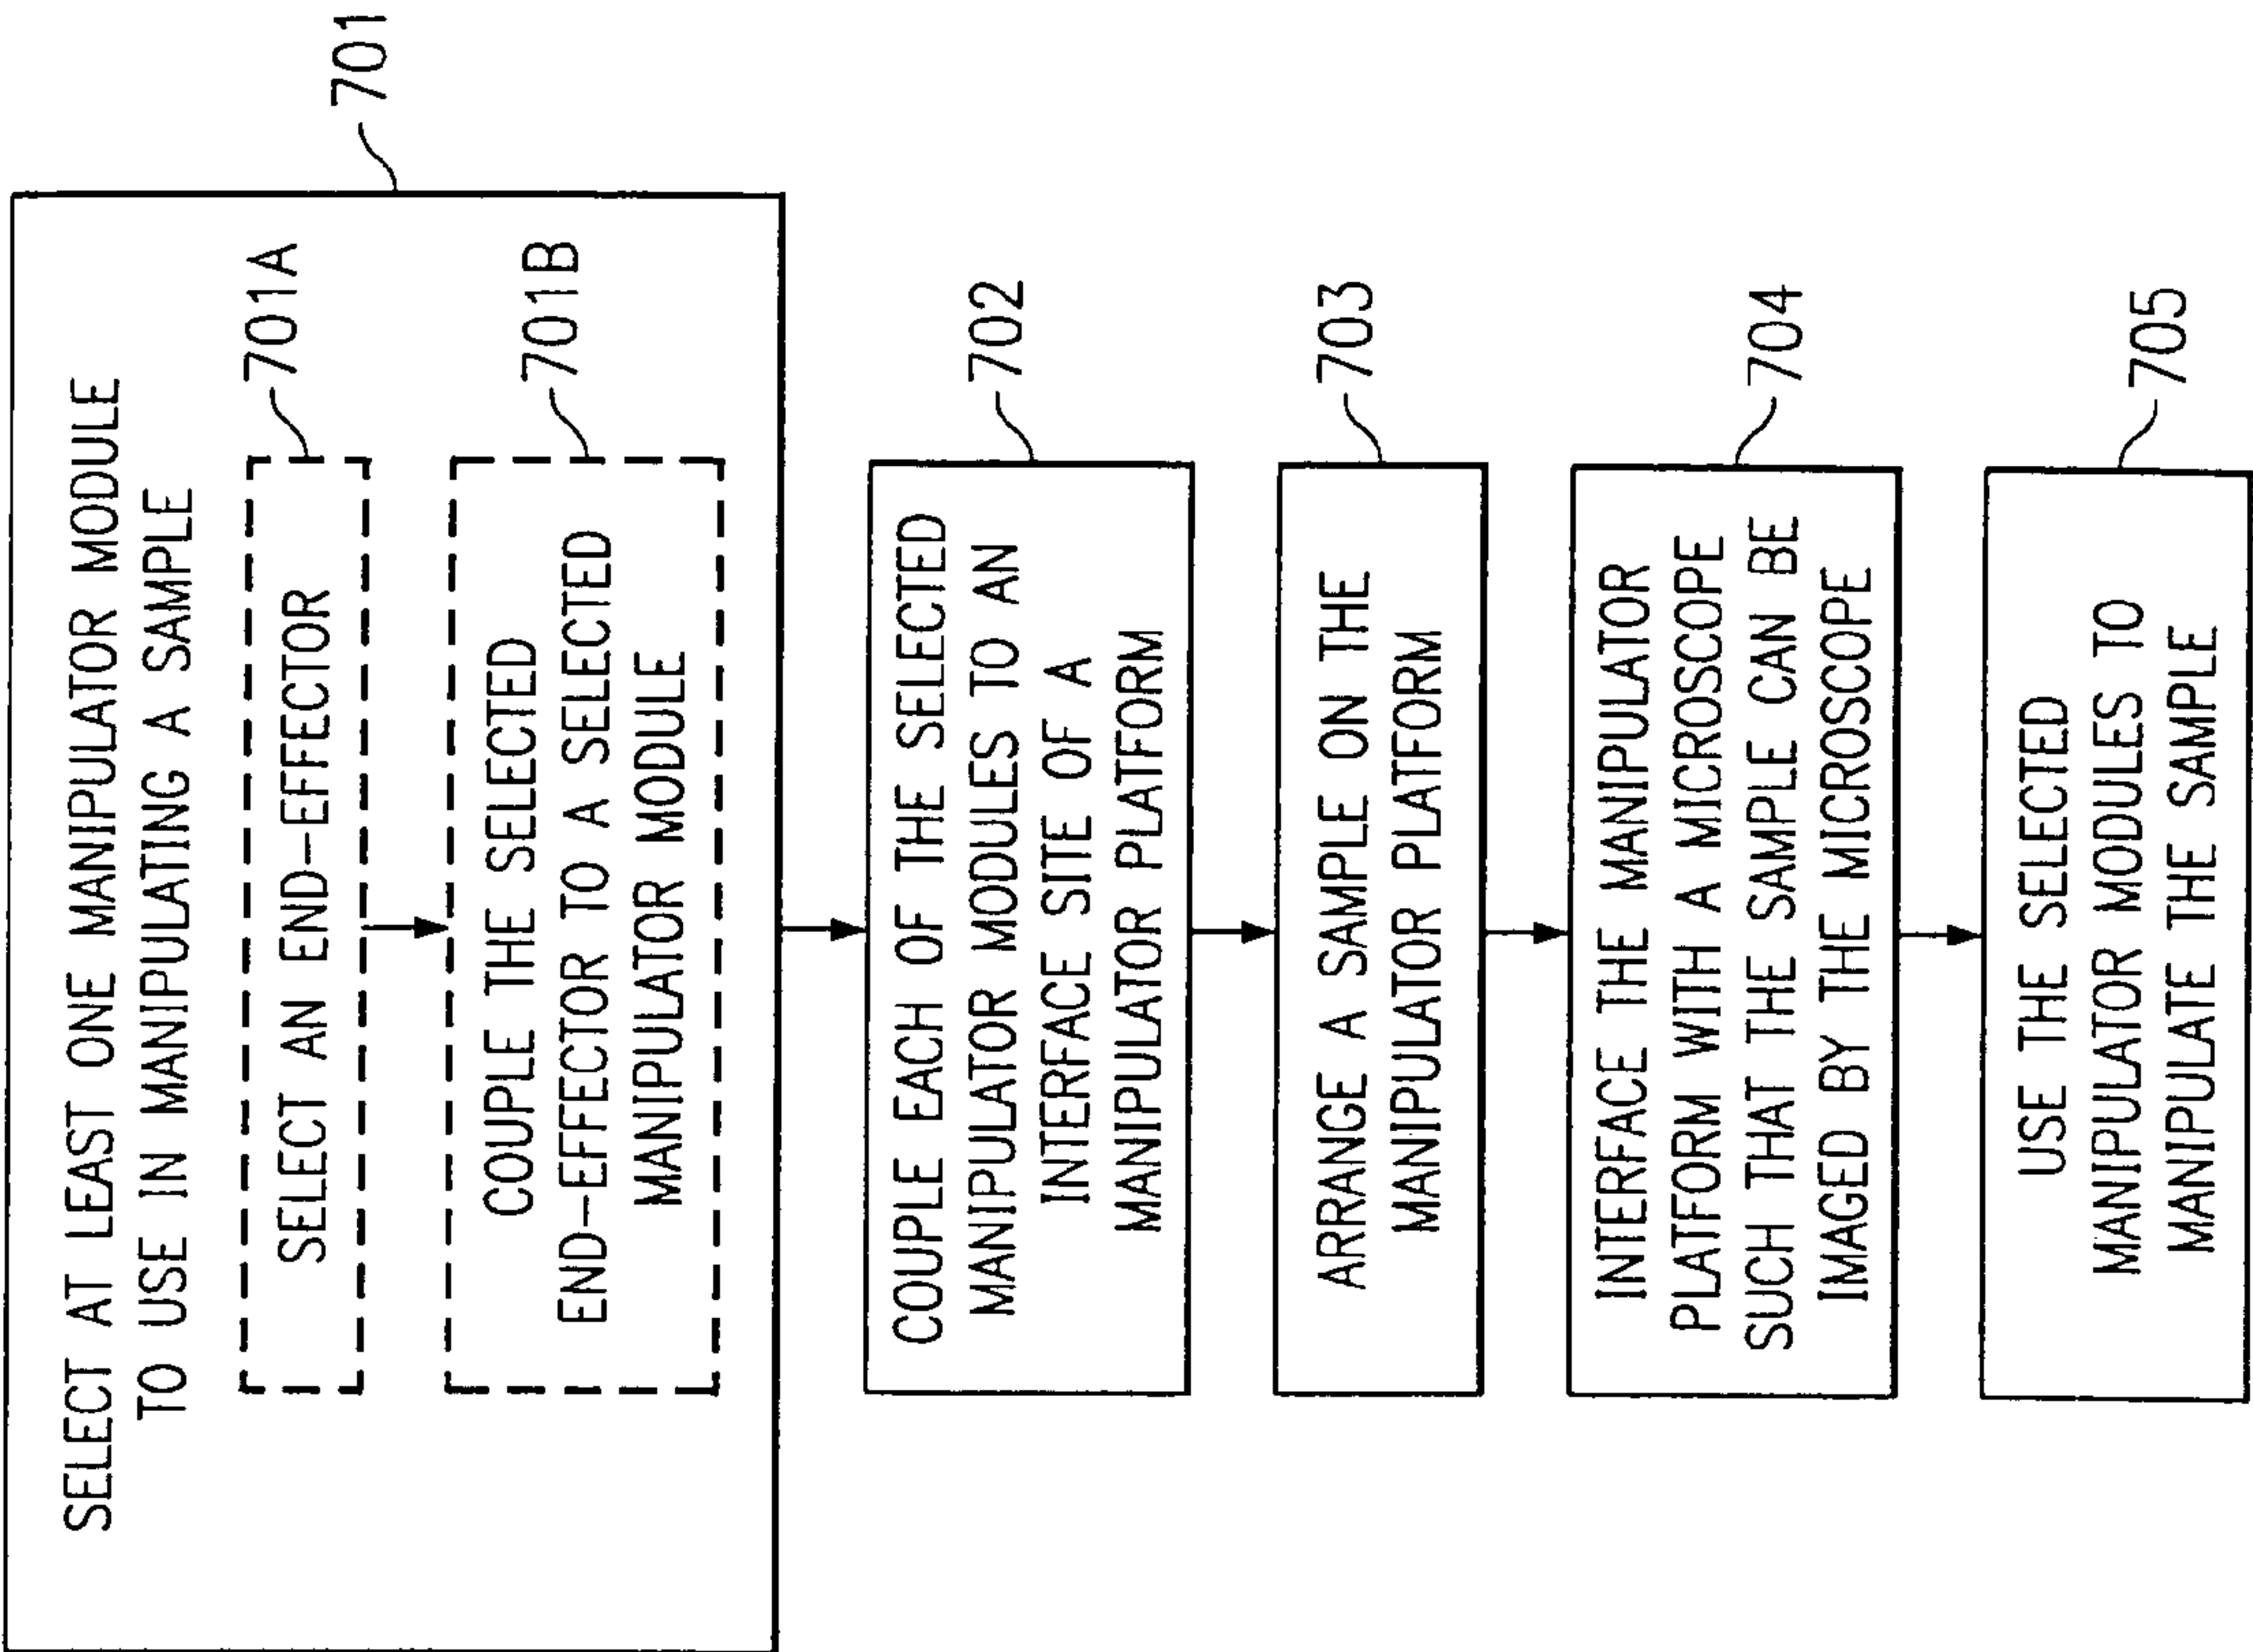 SELECT AT LEAST ONE MANIPULATOR MODULE
TO USE IN MANIPULATING A SAMPLE
701
SELECT AN END-EFFECTOR
701A
COUPLE THE SELECTED
END-EFFECTOR TO A SELECTED
MANIPULATOR MODULE
701B
COUPLE EACH OF THE SELECTED
MANIPULATOR MODULES TO AN
INTERFACE SITE OF A
MANIPULATOR PLATFORM
702
ARRANGE A SAMPLE ON THE
MANIPULATOR PLATFORM
703
INTERFACE THE MANIPULATOR
PLATFORM WITH A MICROSCOPE
SUCH THAT THE SAMPLE CAN BE
IMAGED BY THE MICROSCOPE
704
USE THE SELECTED
MANIPULATOR MODULES TO
MANIPULATE THE SAMPLE
705